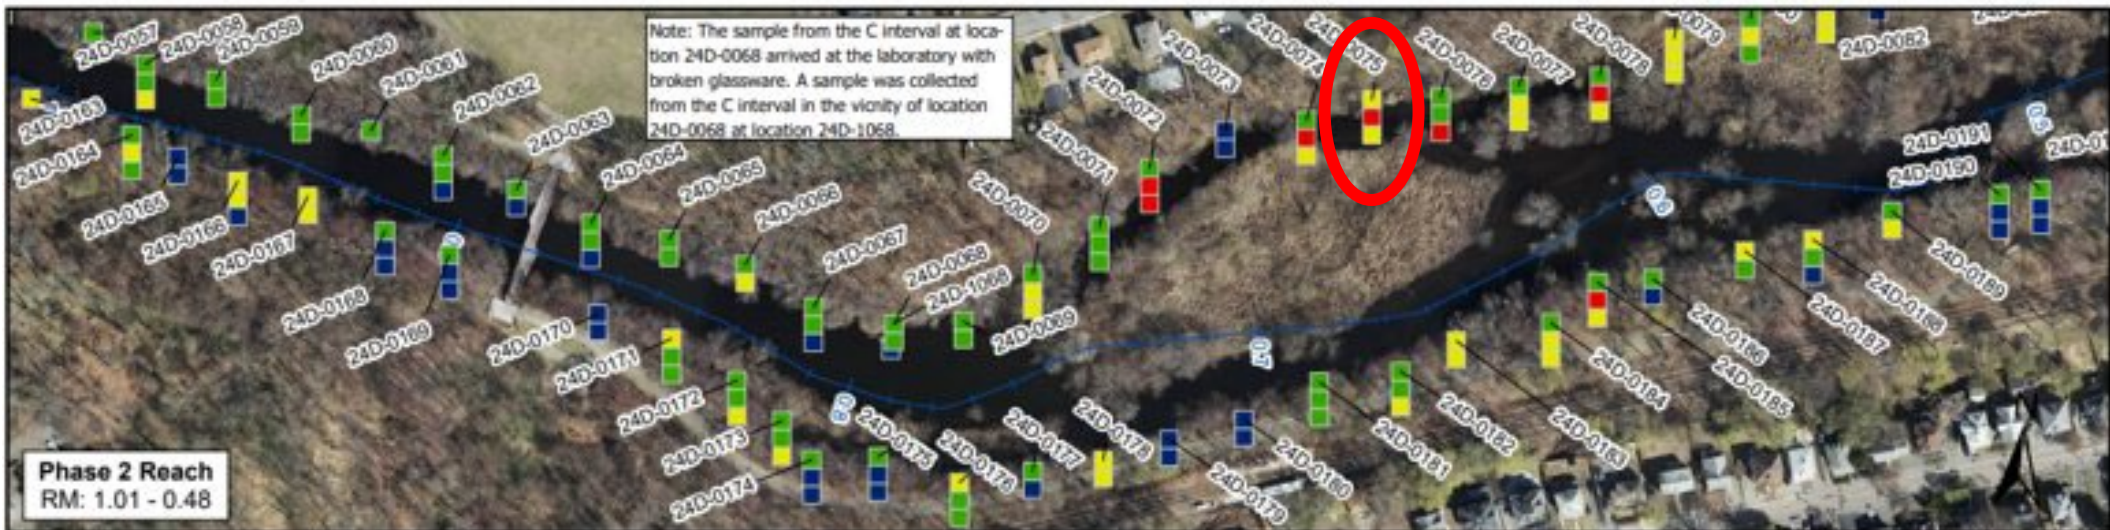 24D-0057
24D-0058
24D-0059
24D-0060
24D-0061
24D-0062
24D-0063
24D-0064
24D-0065
24D-0066
24D-0067
24D-0068
24D-1068
24D-0069
24D-0070
24D-0071
24D-0072
24D-0073
24D-0074
0075
24D-0076
24D-0077
24D-0078
0079
24D-0082
Note: The sample from the C interval at loca-
tion 24D-0068 arrived at the laboratory with
broken glassware. A sample was collected
from the C interval in the vicnity of location
24D-0068 at location 24D-1068.
24D-0163
24D-0164
24D-0165
24D-0166
24D-0167
24D-0168
24D-0169
24D-0170
24D-0171
24D-0172
24D-0173
24D-0174
24D-0175
24D-0176
24D-0177
24D-0178
24D-0179
24D-0180
24D-0181
24D-0182
24D-0183
24D-0184
24D-0185
24D-0186
24D-0187
24D-0188
24D-0189
24D-0190
24D-0191
0.5
0.6
0.7
0.8
Phase 2 Reach
RM: 1.01 - 0.48